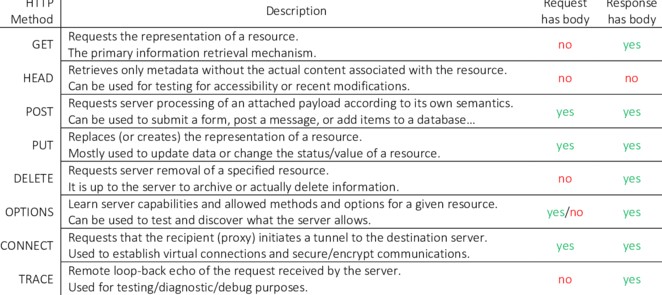 HTTP Method Description Request has body Response has body
GET Requests the representation of a resource. no yes
The primary information retrieval mechanism.
HEAD Retrieves only metadata without the actual content associated with the resource. no no
Can be used for testing for accessibility or recent modifications.
POST Requests server processing of an attached payload according to its own semantics. yes yes
Can be used to submit a form, post a message, or add items to a database...
PUT Replaces (or creates) the representation of a resource. yes yes
Mostly used to update data or change the status/value of a resource.
DELETE Requests server removal of a specified resource. no yes
It is up to the server to archive or actually delete information.
OPTIONS Learn server capabilities and allowed methods and options for a given resource. yes/no yes
Can be used to test and discover what the server allows.
CONNECT Requests that the recipient (proxy) initiates a tunnel to the destination server. yes yes
Used to establish virtual connections and secure/encrypt communications.
TRACE Remote loop-back echo of the request received by the server. no yes
Used for testing/diagnostic/debug purposes.